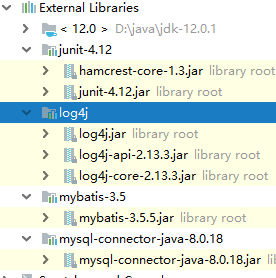 External Libraries
< 12.0 > D:\java\jdk-12.0.1
junit-4.12
hamcrest-core-1.3.jar library root
junit-4.12.jar library root
log4j
log4j.jar library root
log4j-api-2.13.3.jar library root
log4j-core-2.13.3.jar library root
mybatis-3.5
mybatis-3.5.5.jar library root
mysql-connector-java-8.0.18
mysql-connector-java-8.0.18.jar library root